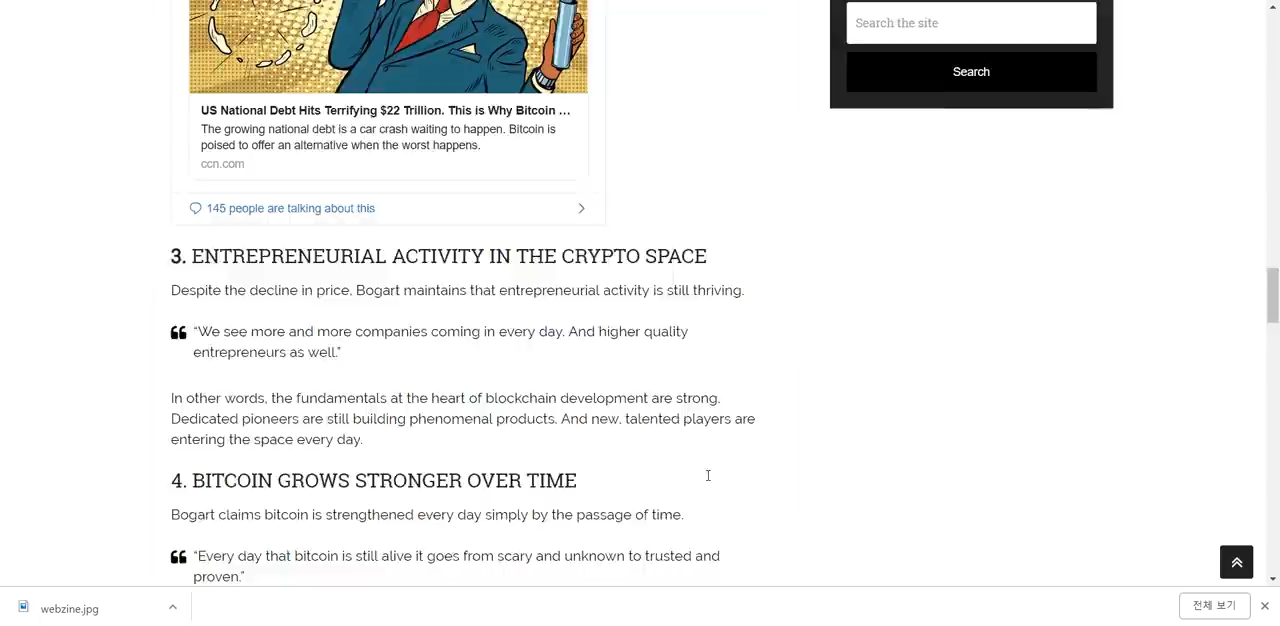 Search the site
Search
US National Debt Hits Terrifying $22 Trillion. This is Why Bitcoin ...
The growing national debt is a car crash waiting to happen. Bitcoin is
poised to offer an alternative when the worst happens.
ccn.com
145 people are talking about this
3. ENTREPRENEURIAL ACTIVITY IN THE CRYPTO SPACE
Despite the decline in price, Bogart maintains that entrepreneurial activity is still thriving.
“We see more and more companies coming in every day. And higher quality
entrepreneurs as well.”
In other words, the fundamentals at the heart of blockchain development are strong.
Dedicated pioneers are still building phenomenal products. And new, talented players are
entering the space every day.
4. BITCOIN GROWS STRONGER OVER TIME
Bogart claims bitcoin is strengthened every day simply by the passage of time.
“Every day that bitcoin is still alive it goes from scary and unknown to trusted and
proven.”
webzine.jpg
전체 보기